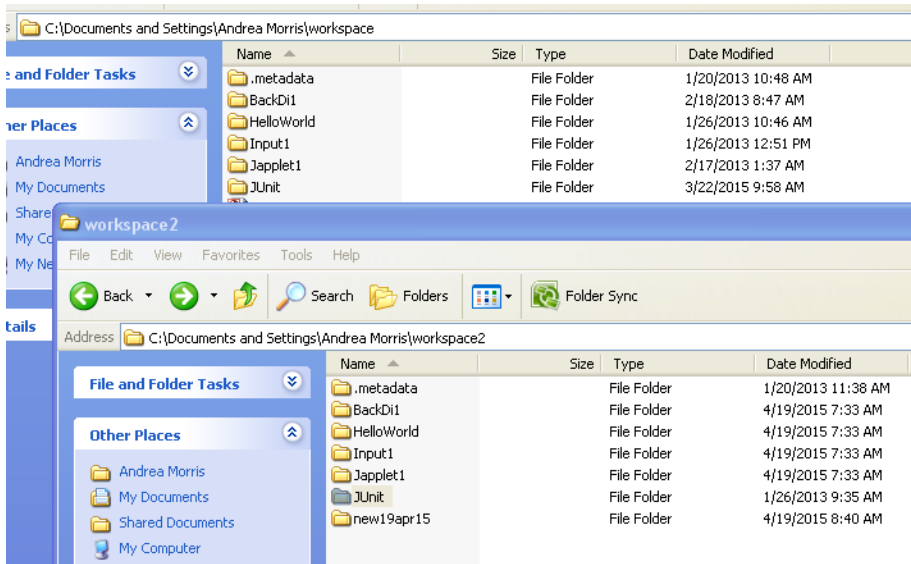 C:\Documents and Settings\Andrea Morris\workspace
Name Size Type Date Modified
e and Folder Tasks
.metadata File Folder 1/20/2013 10:48 AM
BackDi1 File Folder 2/18/2013 8:47 AM
HelloWorld File Folder 1/26/2013 10:46 AM
her Places
Input1 File Folder 1/26/2013 12:51 PM
Andrea Morris
Japplet1 File Folder 2/17/2013 1:37 AM
My Documents
JUnit File Folder 3/22/2015 9:58 AM
Share
My Co
My Ne
etails
workspace2
File Edit View Favorites Tools Help
Back Search Folders Folder Sync
Address C:\Documents and Settings\Andrea Morris\workspace2
Name Size Type Date Modified
File and Folder Tasks
.metadata File Folder 1/20/2013 11:38 AM
BackDi1 File Folder 4/19/2015 7:33 AM
HelloWorld File Folder 4/19/2015 7:33 AM
Other Places
Input1 File Folder 4/19/2015 7:33 AM
Andrea Morris
Japplet1 File Folder 4/19/2015 7:33 AM
My Documents
JUnit File Folder 1/26/2013 9:35 AM
Shared Documents
new19apr15 File Folder 4/19/2015 8:40 AM
My Computer